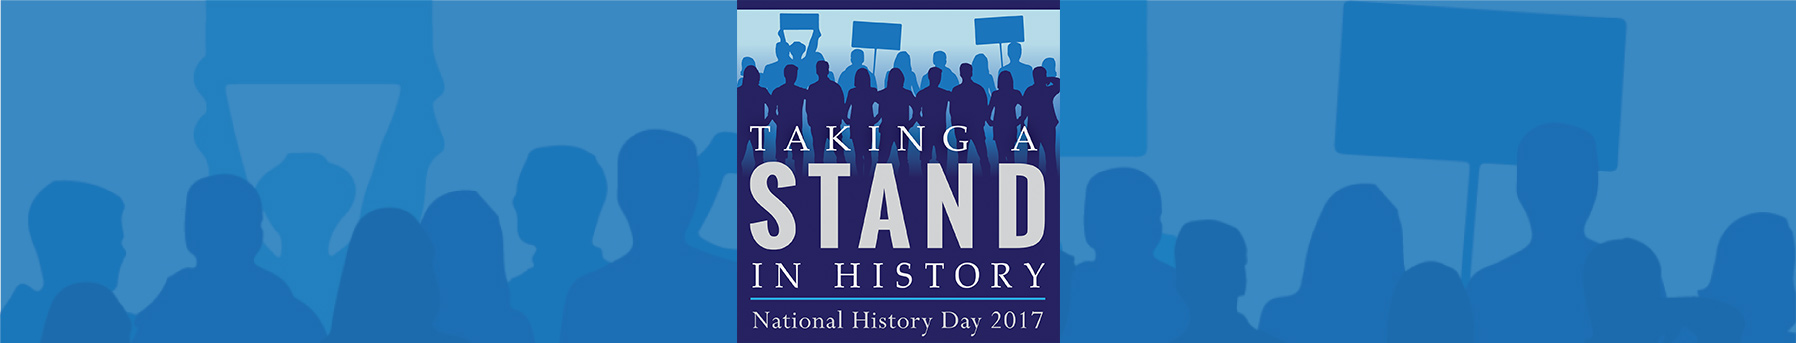 TAKING A
STAND
IN HISTORY
National History Day 2017